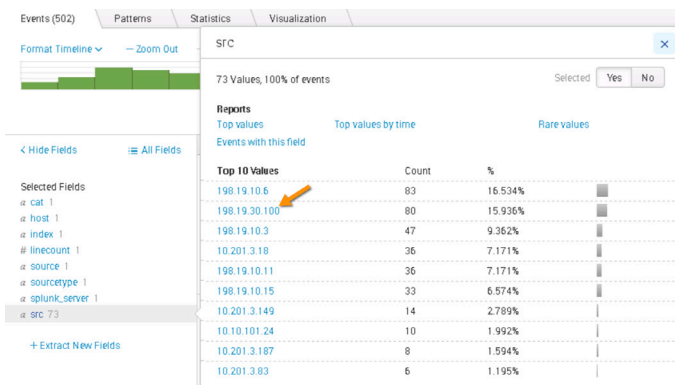 Events (502) Patterns Statistics Visualization
Format Timeline — Zoom Out
src
73 Values, 100% of events Selected Yes No
Reports
Top values Top values by time Rare values
Events with this field
< Hide Fields All Fields
Top 10 Values Count %
Selected Fields
198.19.10.6 83 16.534%
a cat 1
198.19.30.100 80 15.936%
a host 1
198.19.10.3 47 9.362%
a index 1
# linecount 1
10.201.3.18 36 7.171%
a source 1
198.19.10.11 36 7.171%
a sourcetype 1
198.19.10.15 33 6.574%
a splunk_server 1
10.201.3.149 14 2.789%
a src 73
10.10.101.24 10 1.992%
+ Extract New Fields
10.201.3.187 8 1.594%
10.201.3.83 6 1.195%